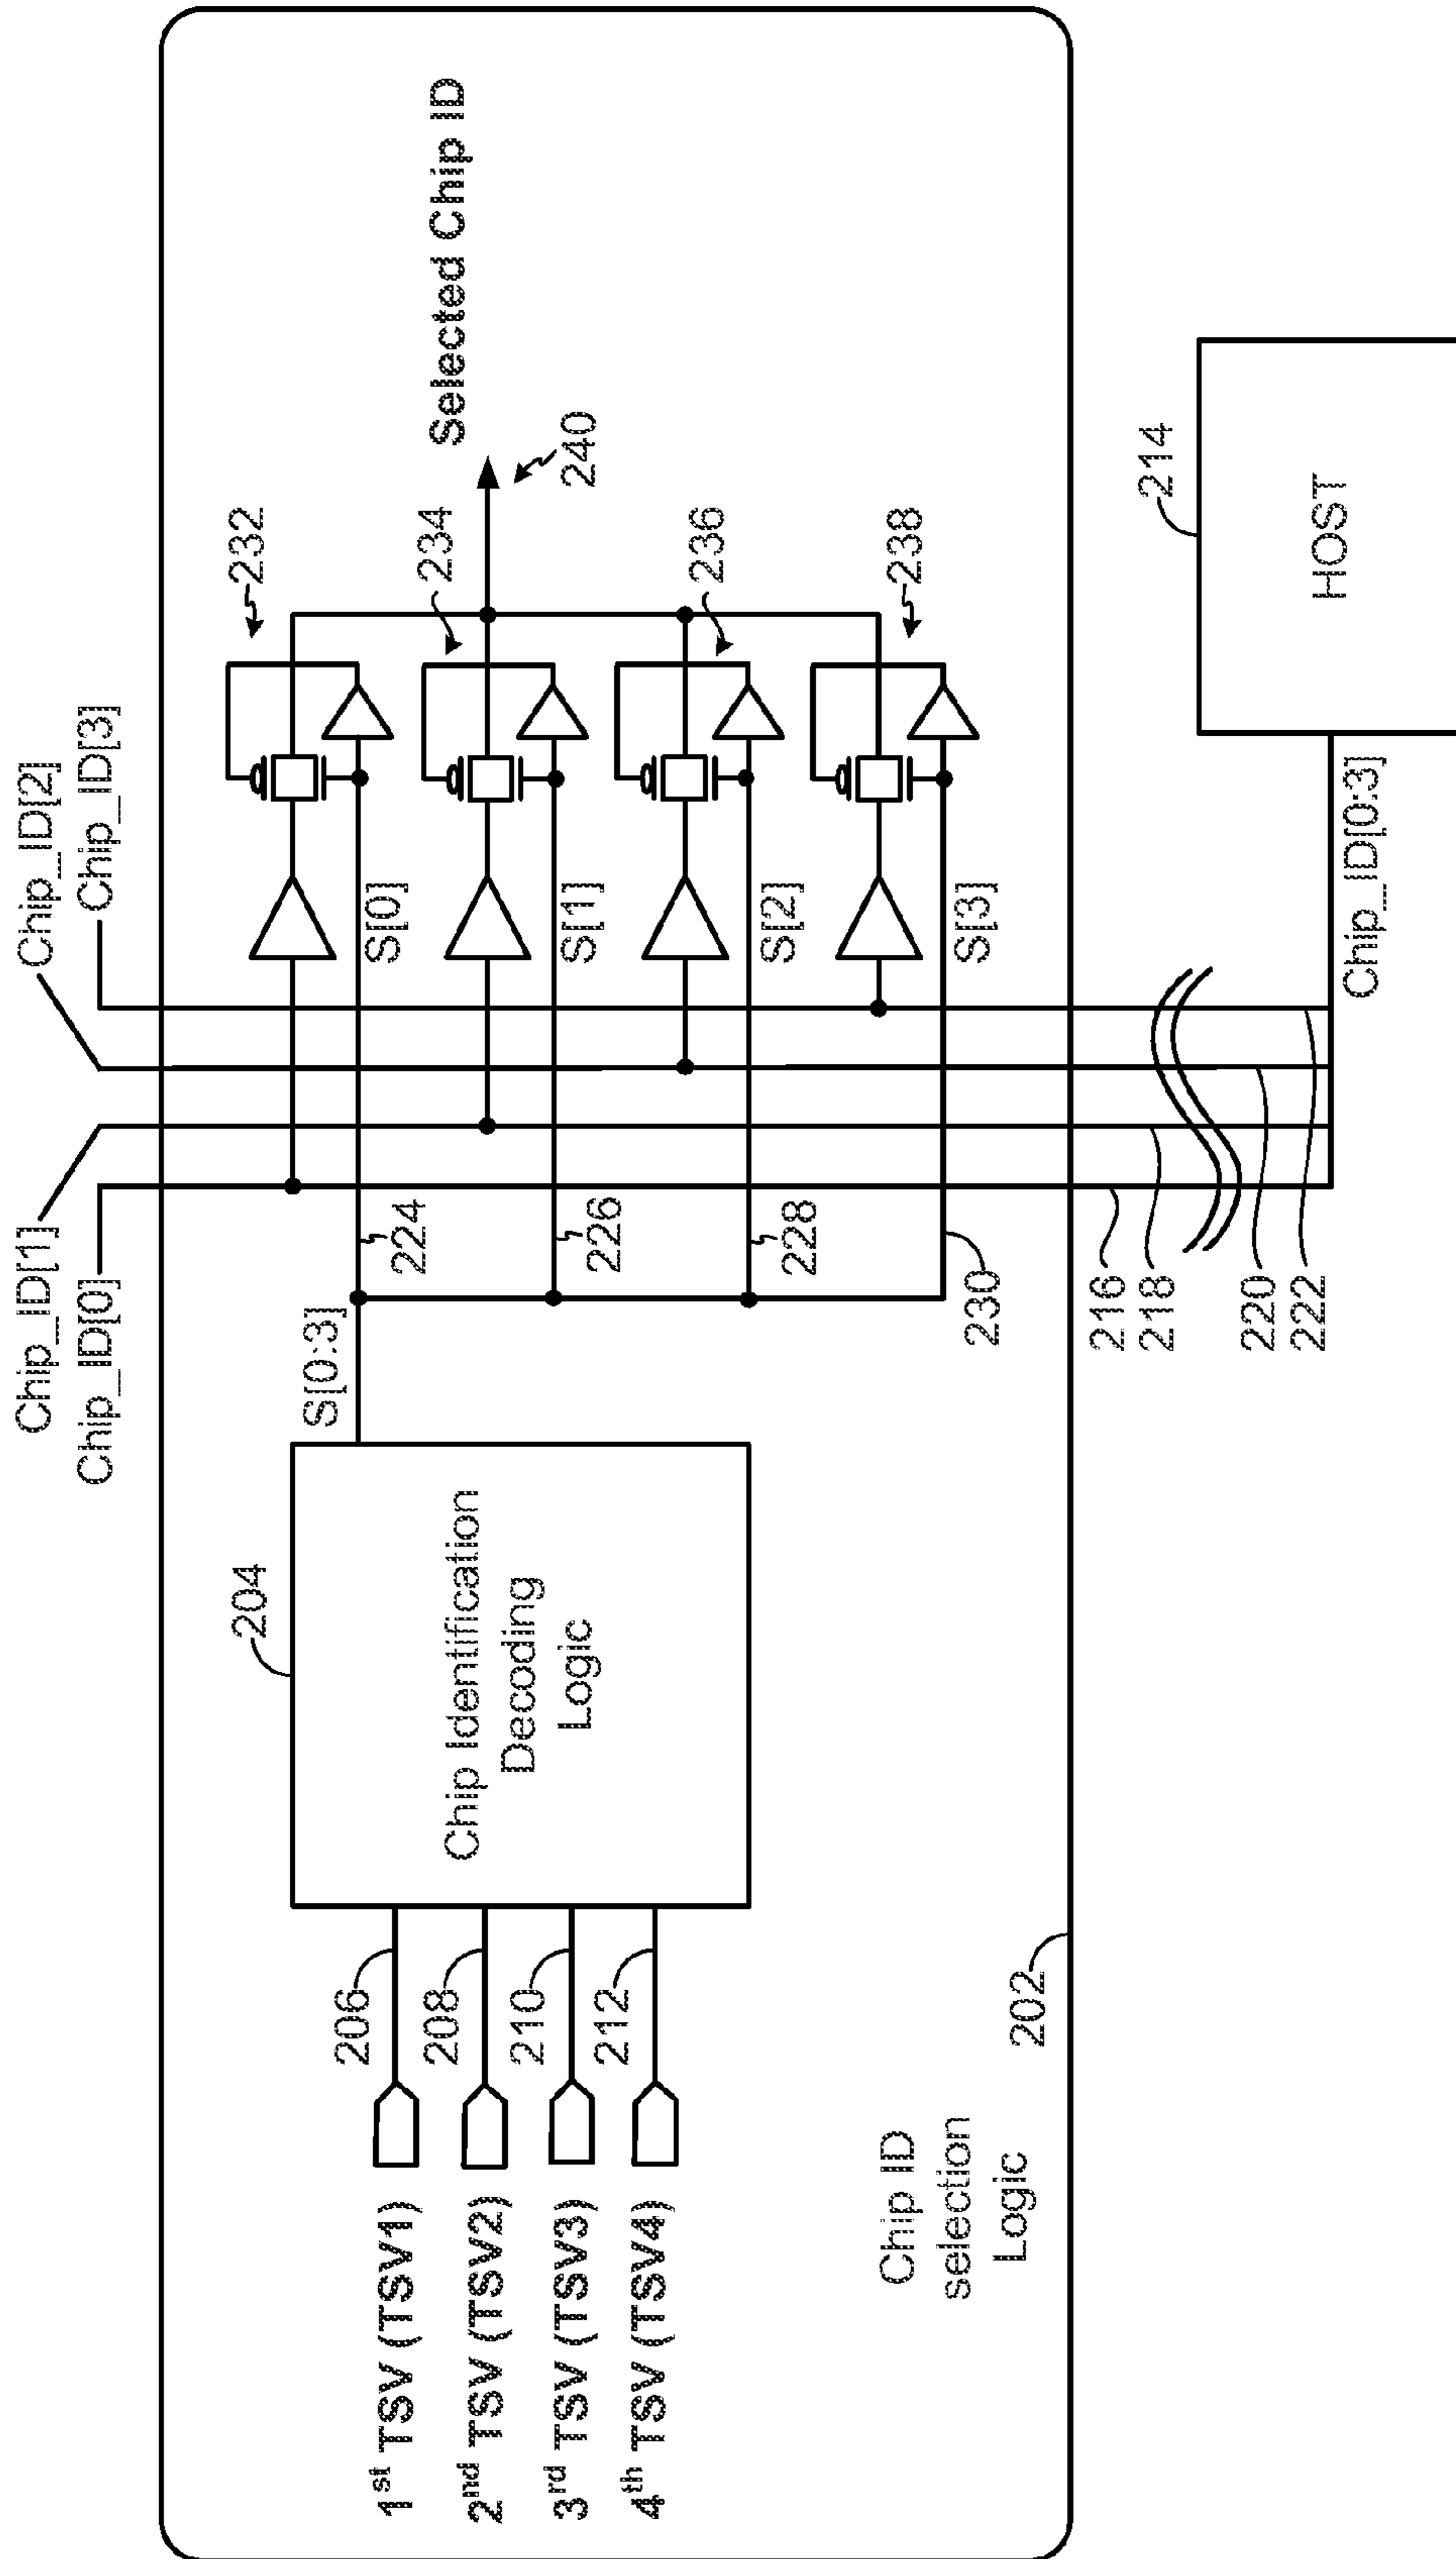 Chip_ID[1]
Chip_ID[0]
Chip_ID[2]
Chip_ID[3]
1st TSV (TSV1)
2nd TSV (TSV2)
3rd TSV (TSV3)
4th TSV (TSV4)
206
208
210
212
204
Chip Identification
Decoding
Logic
S[0:3]
224
226
228
230
S[0]
S[1]
S[2]
S[3]
232
234
236
238
240
Selected Chip ID
Chip ID
selection
Logic
202
216
218
220
222
Chip_ID[0:3]
214
HOST